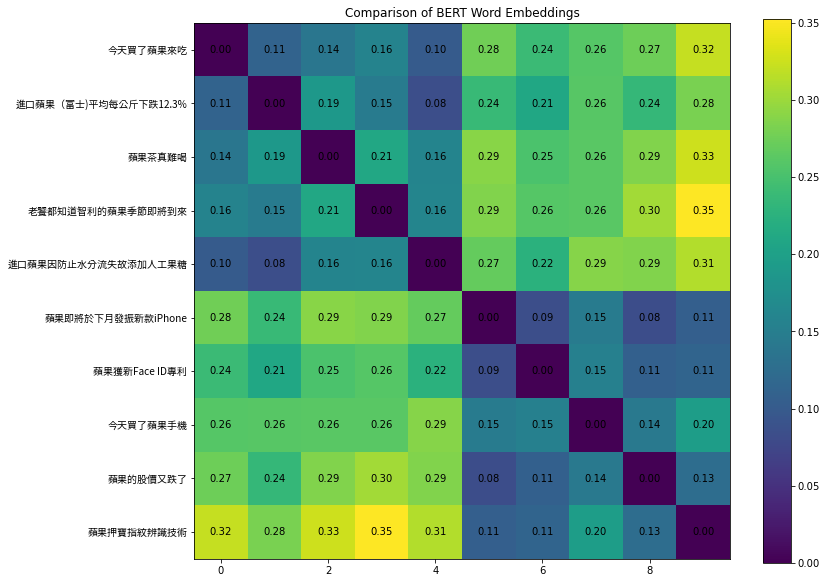 Comparison of BERT Word Embeddings
今天買了蘋果來吃
0.00 0.11 0.14 0.16 0.10 0.28 0.24 0.26 0.27 0.32
進口蘋果（富士)平均每公斤下跌12.3%
0.11 0.00 0.19 0.15 0.08 0.24 0.21 0.26 0.24 0.28
蘋果茶真難喝
0.14 0.19 0.00 0.21 0.16 0.29 0.25 0.26 0.29 0.33
老饕都知道智利的蘋果季節即將到來
0.16 0.15 0.21 0.00 0.16 0.29 0.26 0.26 0.30 0.35
進口蘋果因防止水分流失故添加人工果糖
0.10 0.08 0.16 0.16 0.00 0.27 0.22 0.29 0.29 0.31
蘋果即將於下月發振新款iPhone
0.28 0.24 0.29 0.29 0.27 0.00 0.09 0.15 0.08 0.11
蘋果獲新Face ID專利
0.24 0.21 0.25 0.26 0.22 0.09 0.00 0.15 0.11 0.11
今天買了蘋果手機
0.26 0.26 0.26 0.26 0.29 0.15 0.15 0.00 0.14 0.20
蘋果的股價又跌了
0.27 0.24 0.29 0.30 0.29 0.08 0.11 0.14 0.00 0.13
蘋果押寶指紋辨識技術
0.32 0.28 0.33 0.35 0.31 0.11 0.11 0.20 0.13 0.00
0 2 4 6 8
0.35
0.30
0.25
0.20
0.15
0.10
0.05
0.00